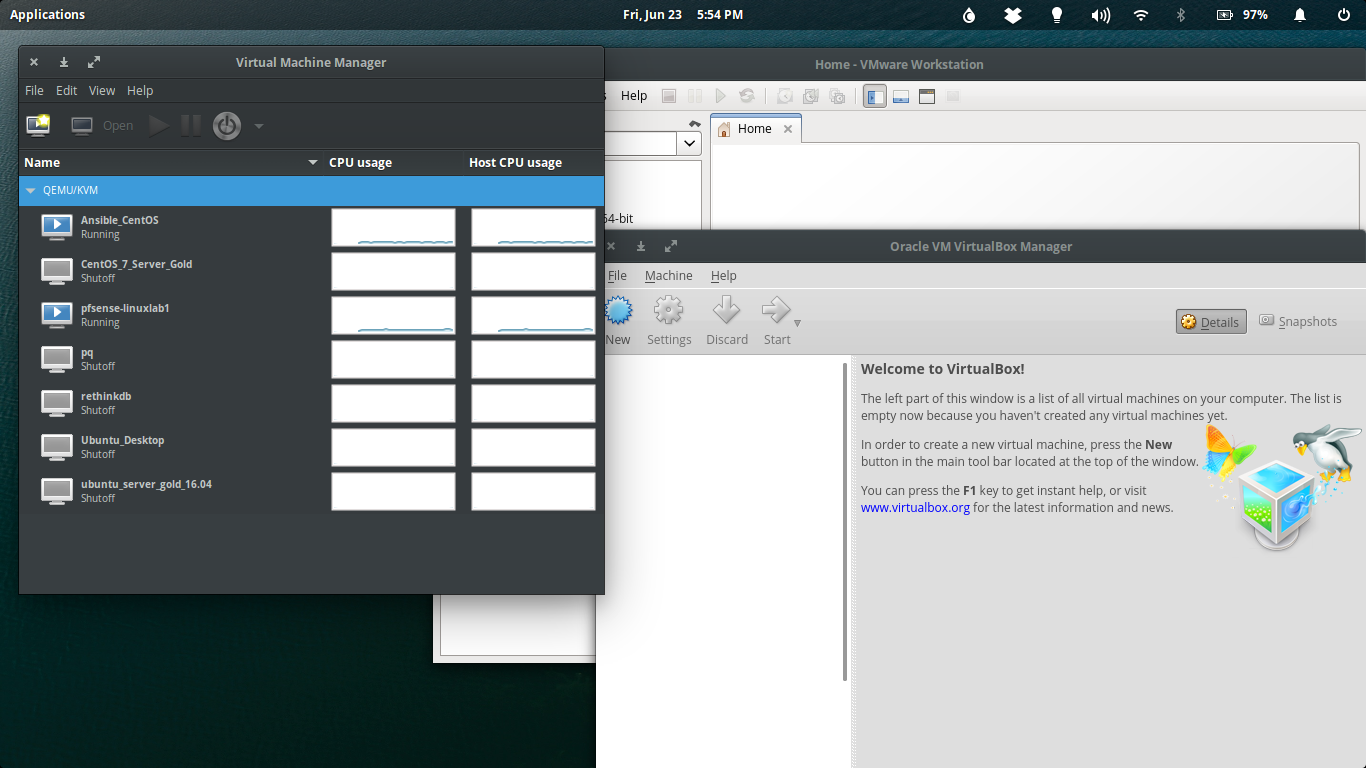 Applications
Fri, Jun 23 5:54 PM
97%
Virtual Machine Manager
File Edit View Help
Open
Name CPU usage Host CPU usage
QEMU/KVM
Ansible_CentOS
Running
CentOS_7_Server_Gold
Shutoff
pfsense-linuxlab1
Running
pq
Shutoff
rethinkdb
Shutoff
Ubuntu_Desktop
Shutoff
ubuntu_server_gold_16.04
Shutoff
Home - VMware Workstation
s Help
Home
64-bit
Oracle VM VirtualBox Manager
File Machine Help
New Settings Discard Start
Details Snapshots
Welcome to VirtualBox!
The left part of this window is a list of all virtual machines on your computer. The list is
empty now because you haven't created any virtual machines yet.
In order to create a new virtual machine, press the New
button in the main tool bar located at the top of the window.
You can press the F1 key to get instant help, or visit
www.virtualbox.org for the latest information and news.